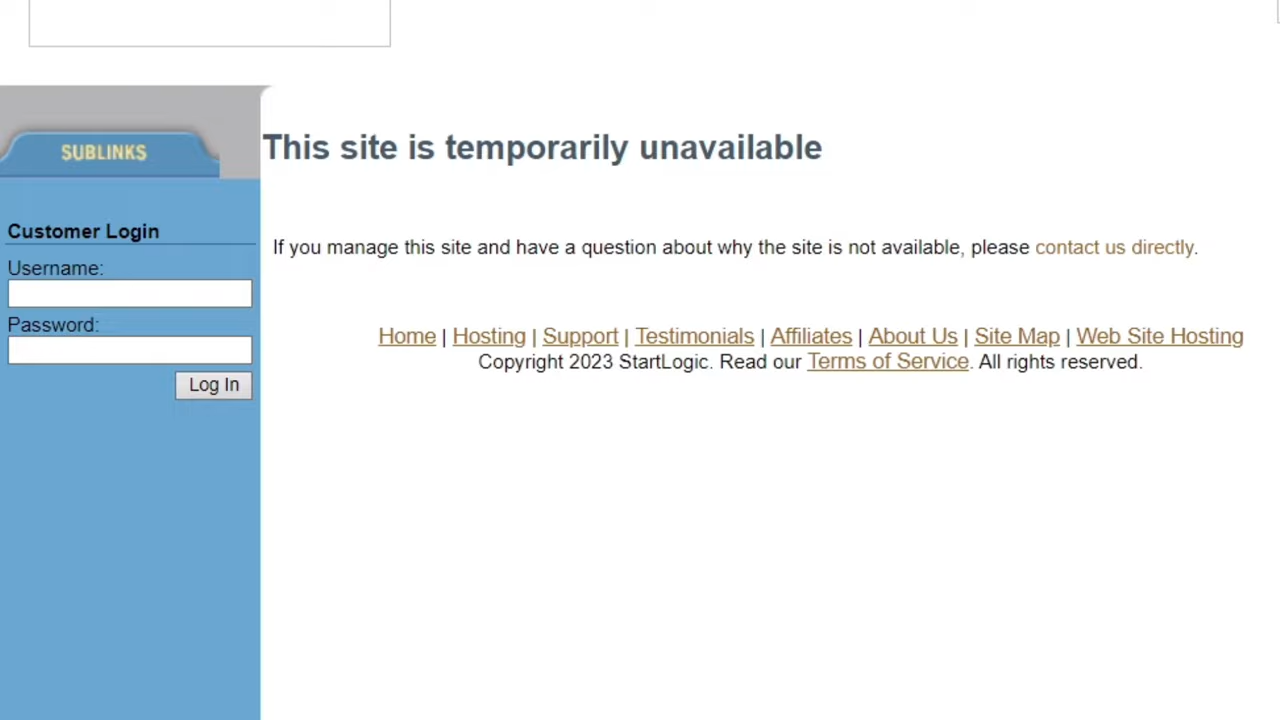 SUBLINKS
Customer Login
Username:
Password:
Log In
This site is temporarily unavailable
If you manage this site and have a question about why the site is not available, please contact us directly.
Home | Hosting | Support | Testimonials | Affiliates | About Us | Site Map | Web Site Hosting
Copyright 2023 StartLogic. Read our Terms of Service. All rights reserved.